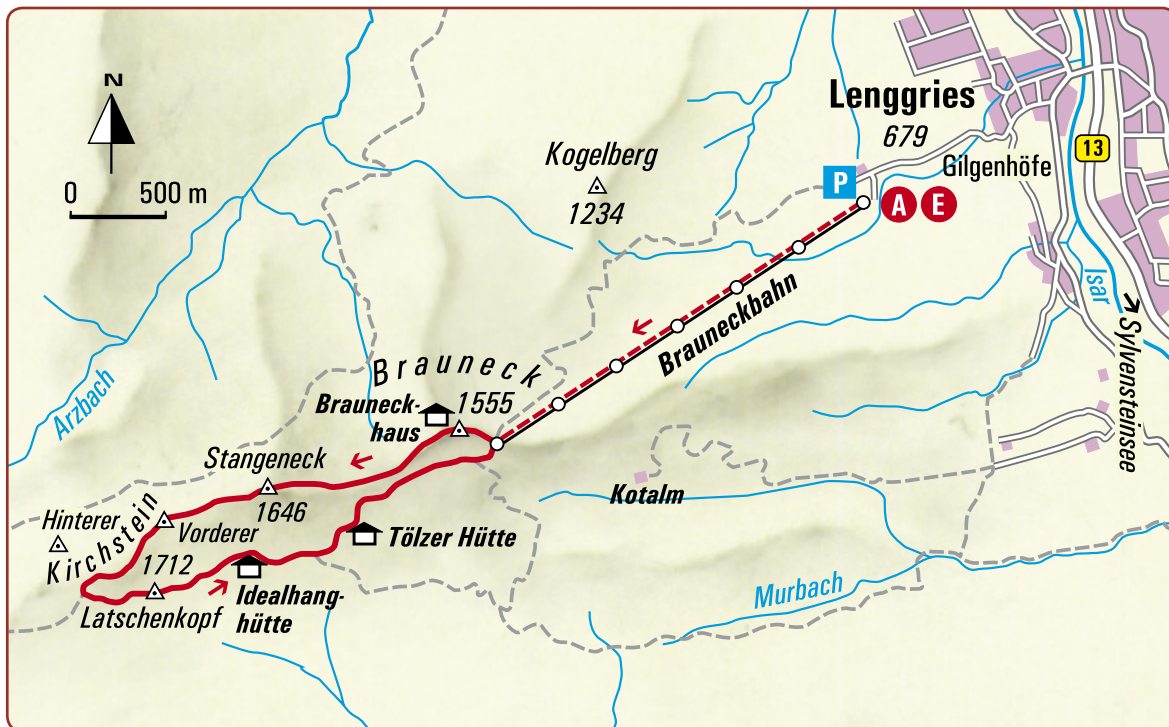 N
0 500 m
Lenggries
679
P
A E
Gilgenhöfe
13
Isar
Sylvensteinsee
Kogelberg
1234
Brauneckbahn
Arzbach
Brauneck
1555
Brauneck-
haus
Stangeneck
1646
Hinterer
Vorderer
Kirchstein
1712
Latschenkopf
Idealhang-
hütte
Tölzer Hütte
Kotalm
Murbach